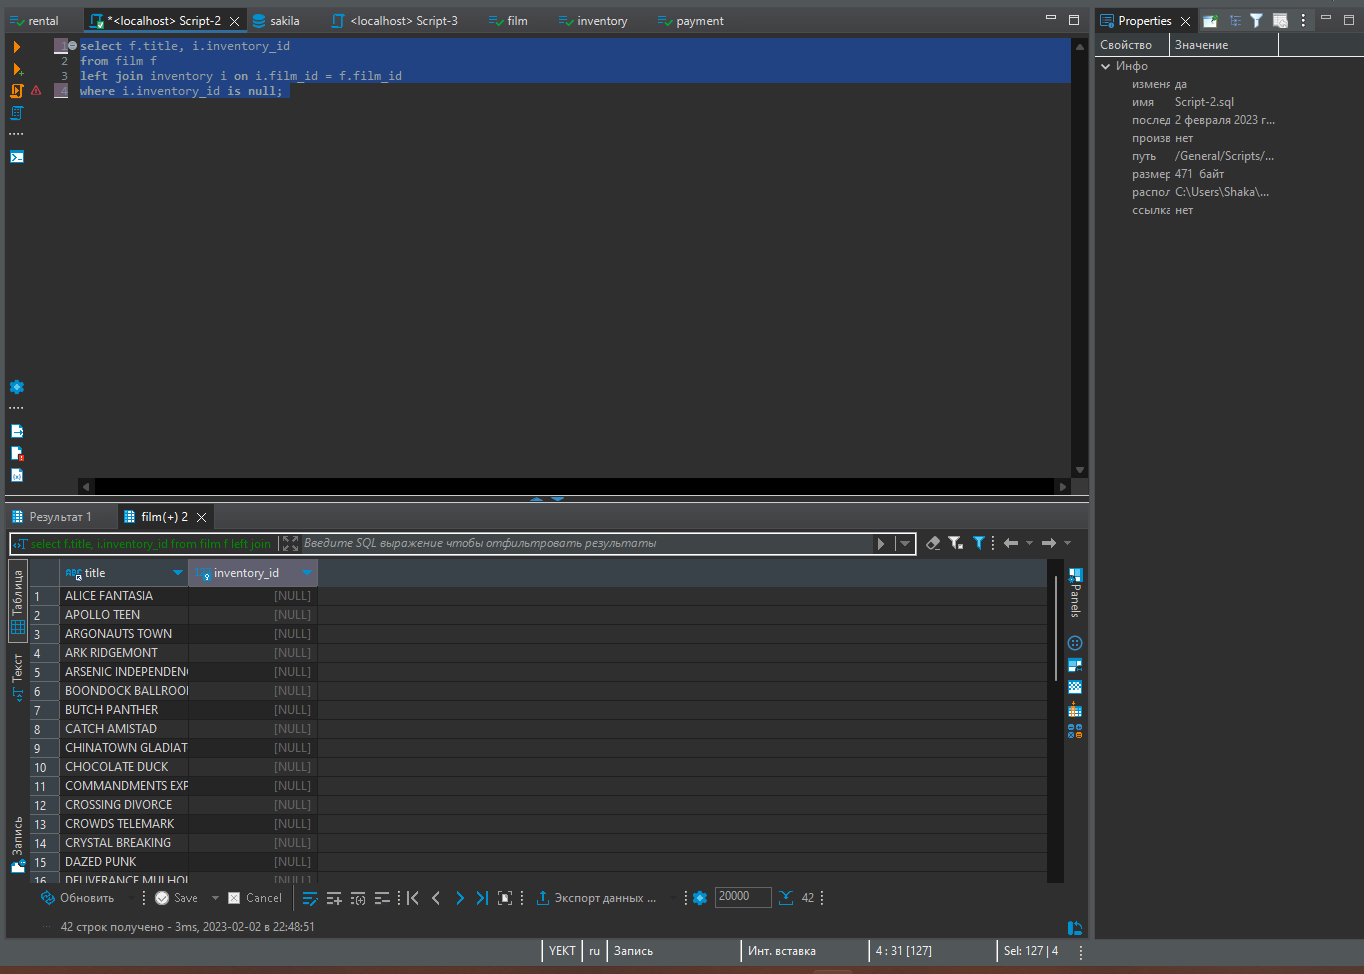 rental
*<localhost> Script-2
sakila
<localhost> Script-3
film
inventory
payment
1 select f.title, i.inventory_id
2 from film f
3 left join inventory i on i.film_id = f.film_id
4 where i.inventory_id is null;
Properties
Свойство Значение
Инфо
изменя да
имя Script-2.sql
послед 2 февраля 2023 г...
произв нет
путь /General/Scripts/...
размер 471 байт
распол C:\Users\Shaka\...
ссылка нет
Результат 1
film(+) 2
select f.title, i.inventory_id from film f left join
Введите SQL выражение чтобы отфильтровать результаты
Таблица
Текст
Запись
Panels
ABC title
inventory_id
1 ALICE FANTASIA [NULL]
2 APOLLO TEEN [NULL]
3 ARGONAUTS TOWN [NULL]
4 ARK RIDGEMONT [NULL]
5 ARSENIC INDEPENDEN [NULL]
6 BOONDOCK BALLROO [NULL]
7 BUTCH PANTHER [NULL]
8 CATCH AMISTAD [NULL]
9 CHINATOWN GLADIAT [NULL]
10 CHOCOLATE DUCK [NULL]
11 COMMANDMENTS EXP [NULL]
12 CROSSING DIVORCE [NULL]
13 CROWDS TELEMARK [NULL]
14 CRYSTAL BREAKING [NULL]
15 DAZED PUNK [NULL]
16 DELIVERANCE MULHOL [NULL]
Обновить
Save
Cancel
Экспорт данных ...
20000
42
42 строк получено - 3ms, 2023-02-02 в 22:48:51
YEKT
ru
Запись
Инт. вставка
4 : 31 [127]
Sel: 127 | 4